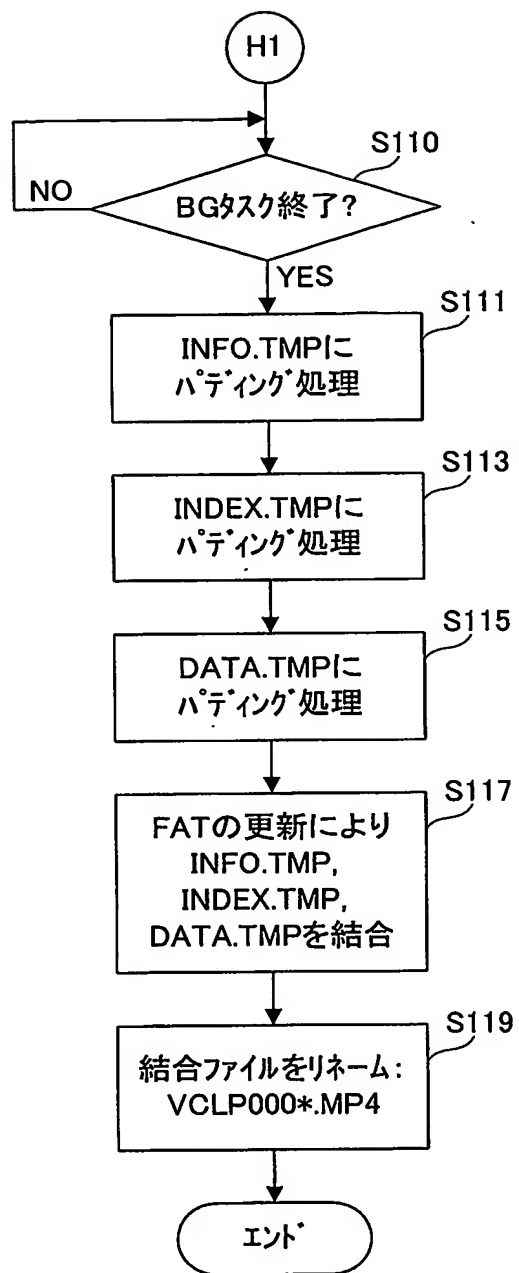 H1
S110
NO
BGタスク終了?
YES
S111
INFO.TMPに
パディング処理
S113
INDEX.TMPに
パディング処理
S115
DATA.TMPに
パディング処理
S117
FATの更新により
INFO.TMP,
INDEX.TMP,
DATA.TMPを結合
S119
結合ファイルをリネーム:
VCLP000*.MP4
エンド